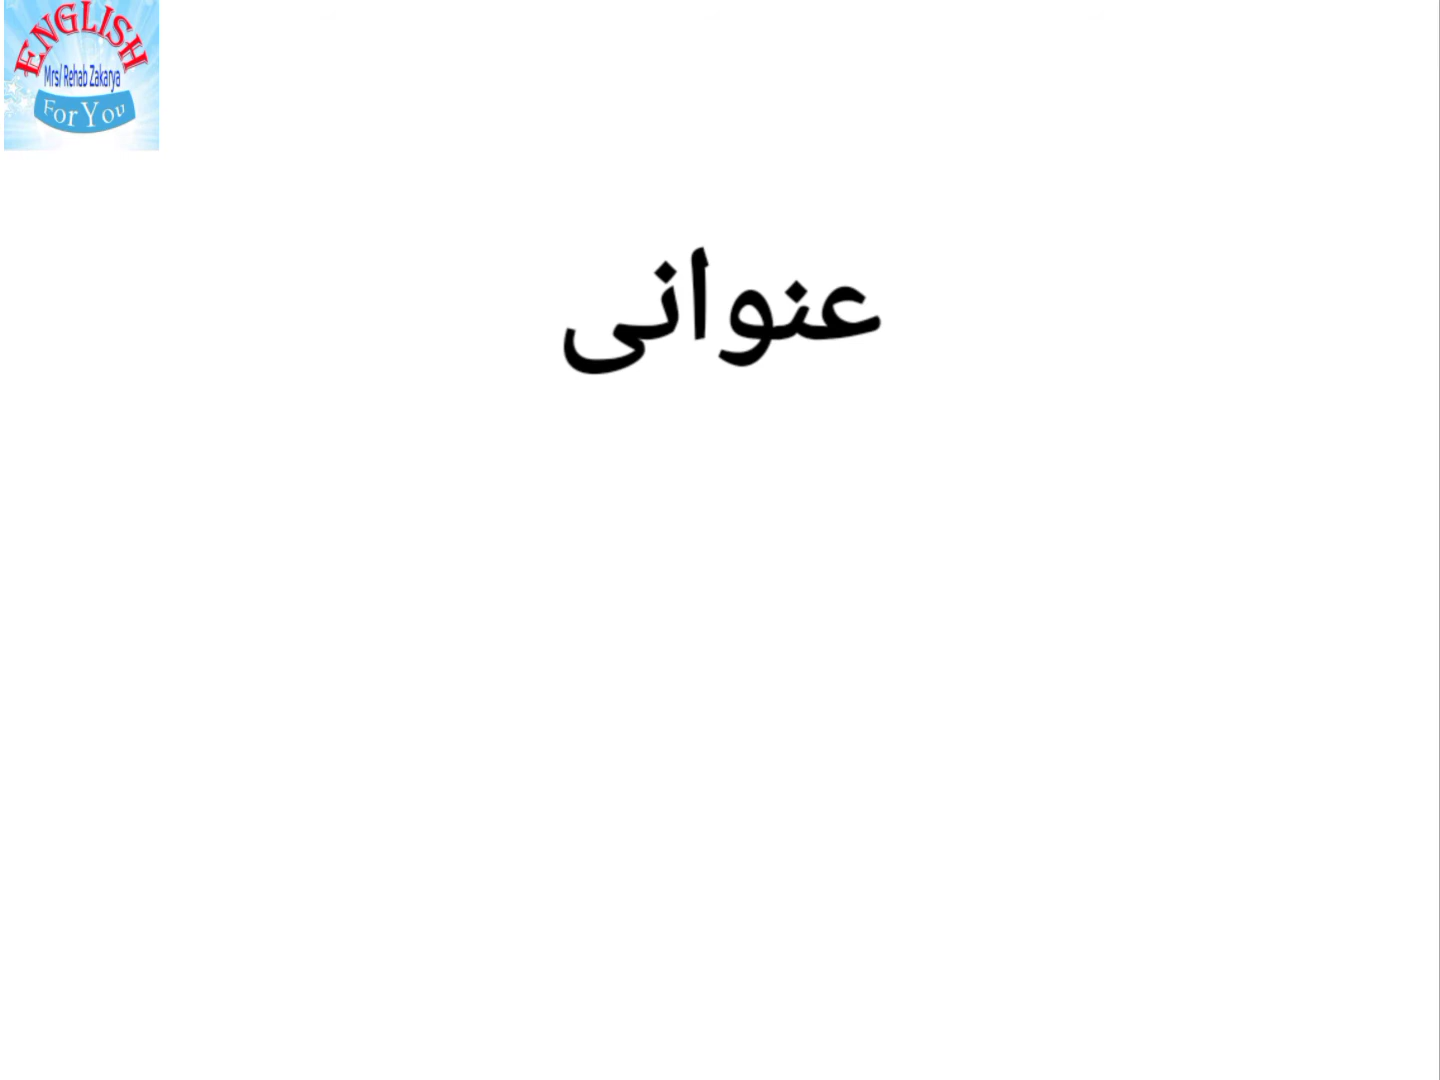 ENGLISH
Mrs/ Rehab Zakarya
For You
عنوانى